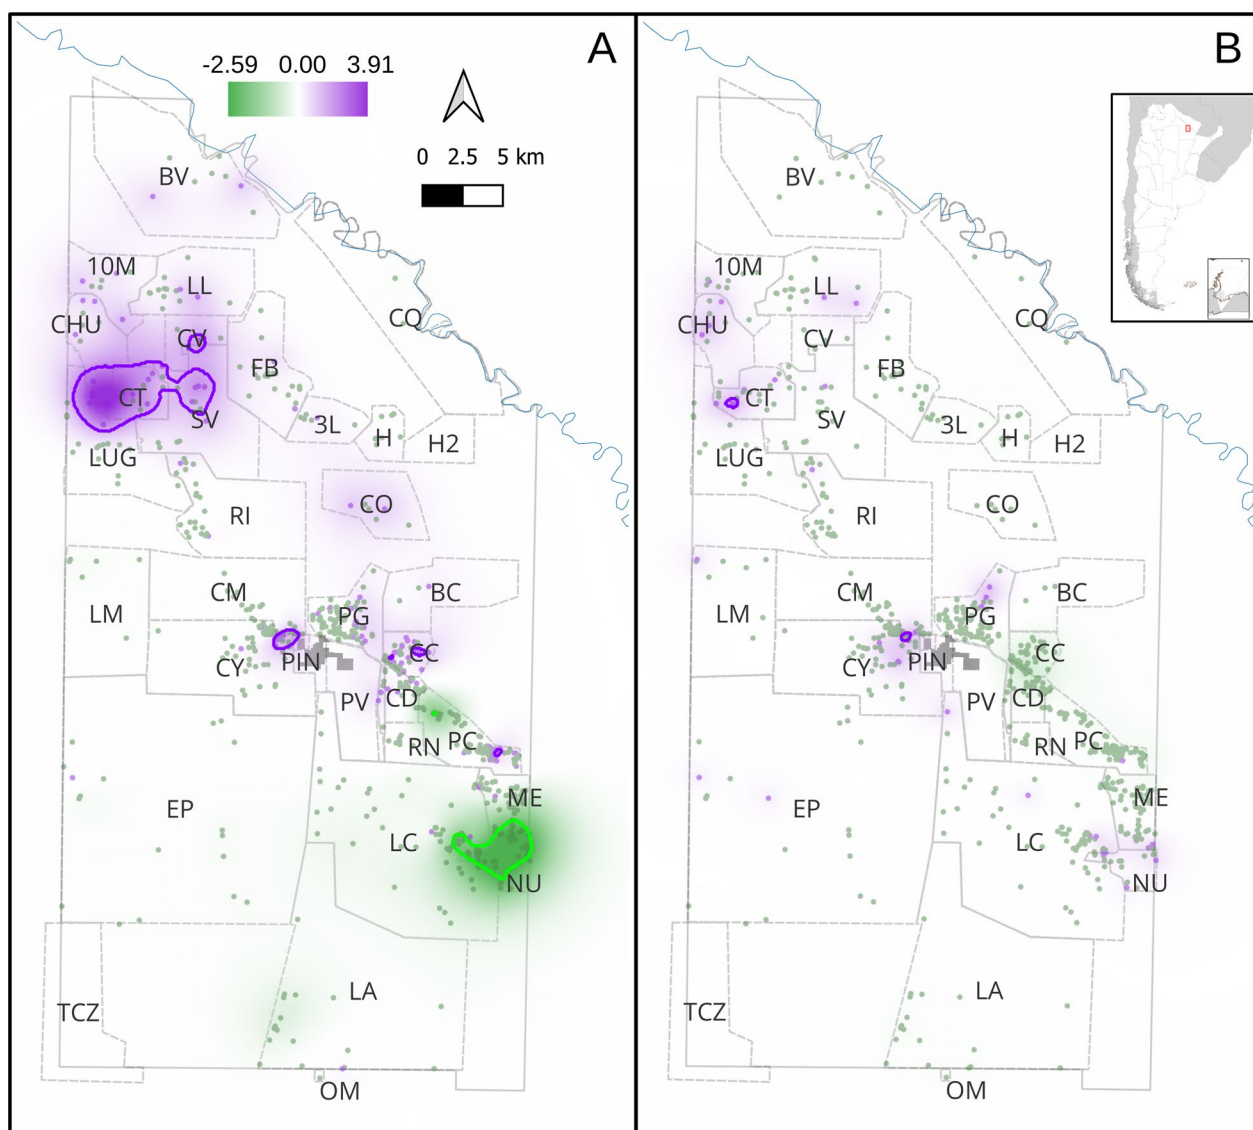 A
-2.59 0.00 3.91
0 2.5 5 km
BV
10M
LL
CHU
CV
CQ
FB
CT
SV
3L
H
H2
LUG
CO
RI
CM
BC
LM
PG
CC
CY
PIN
CD
PV
RN
PC
ME
EP
LC
NU
LA
TCZ
OM
B
BV
10M
LL
CHU
CV
CQ
FB
CT
SV
3L
H
H2
LUG
CO
RI
CM
BC
LM
PG
CC
CY
PIN
CD
PV
RN
PC
ME
EP
LC
NU
LA
TCZ
OM